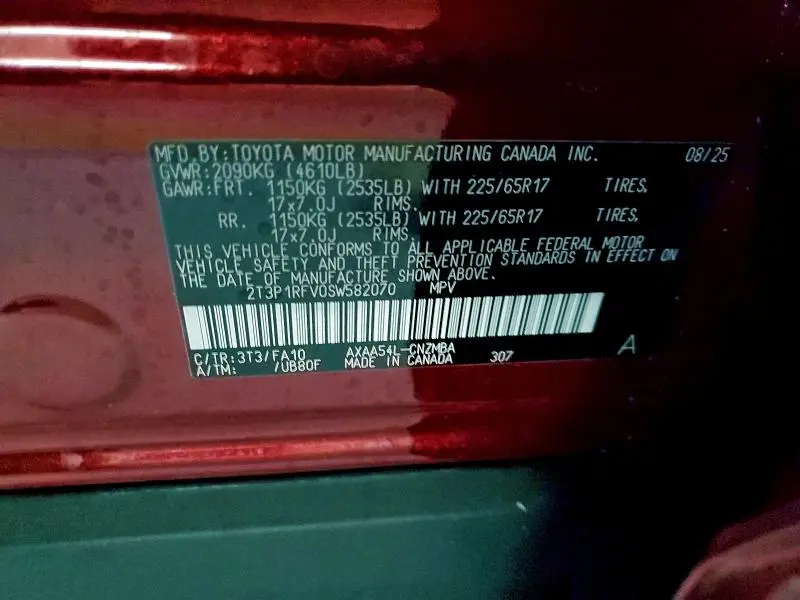 MFD. BY: TOYOTA MOTOR MANUFACTURING CANADA INC. 08/25
GVWR: 2090KG (4610LB)
GAWR: FRT. 1150KG (2535LB) WITH 225/65R17 TIRES,
17x7.0J RIMS.
RR. 1150KG (2535LB) WITH 225/65R17 TIRES,
17x7.0J RIMS.
THIS VEHICLE CONFORMS TO ALL APPLICABLE FEDERAL MOTOR
VEHICLE SAFETY AND THEFT PREVENTION STANDARDS IN EFFECT ON
THE DATE OF MANUFACTURE SHOWN ABOVE.
2T3P1RFV0SW582070 MPV
C/TR: 3T3/FA10 AXAA54L-CNZMBA 307 A
A/TM: /UB80F MADE IN CANADA